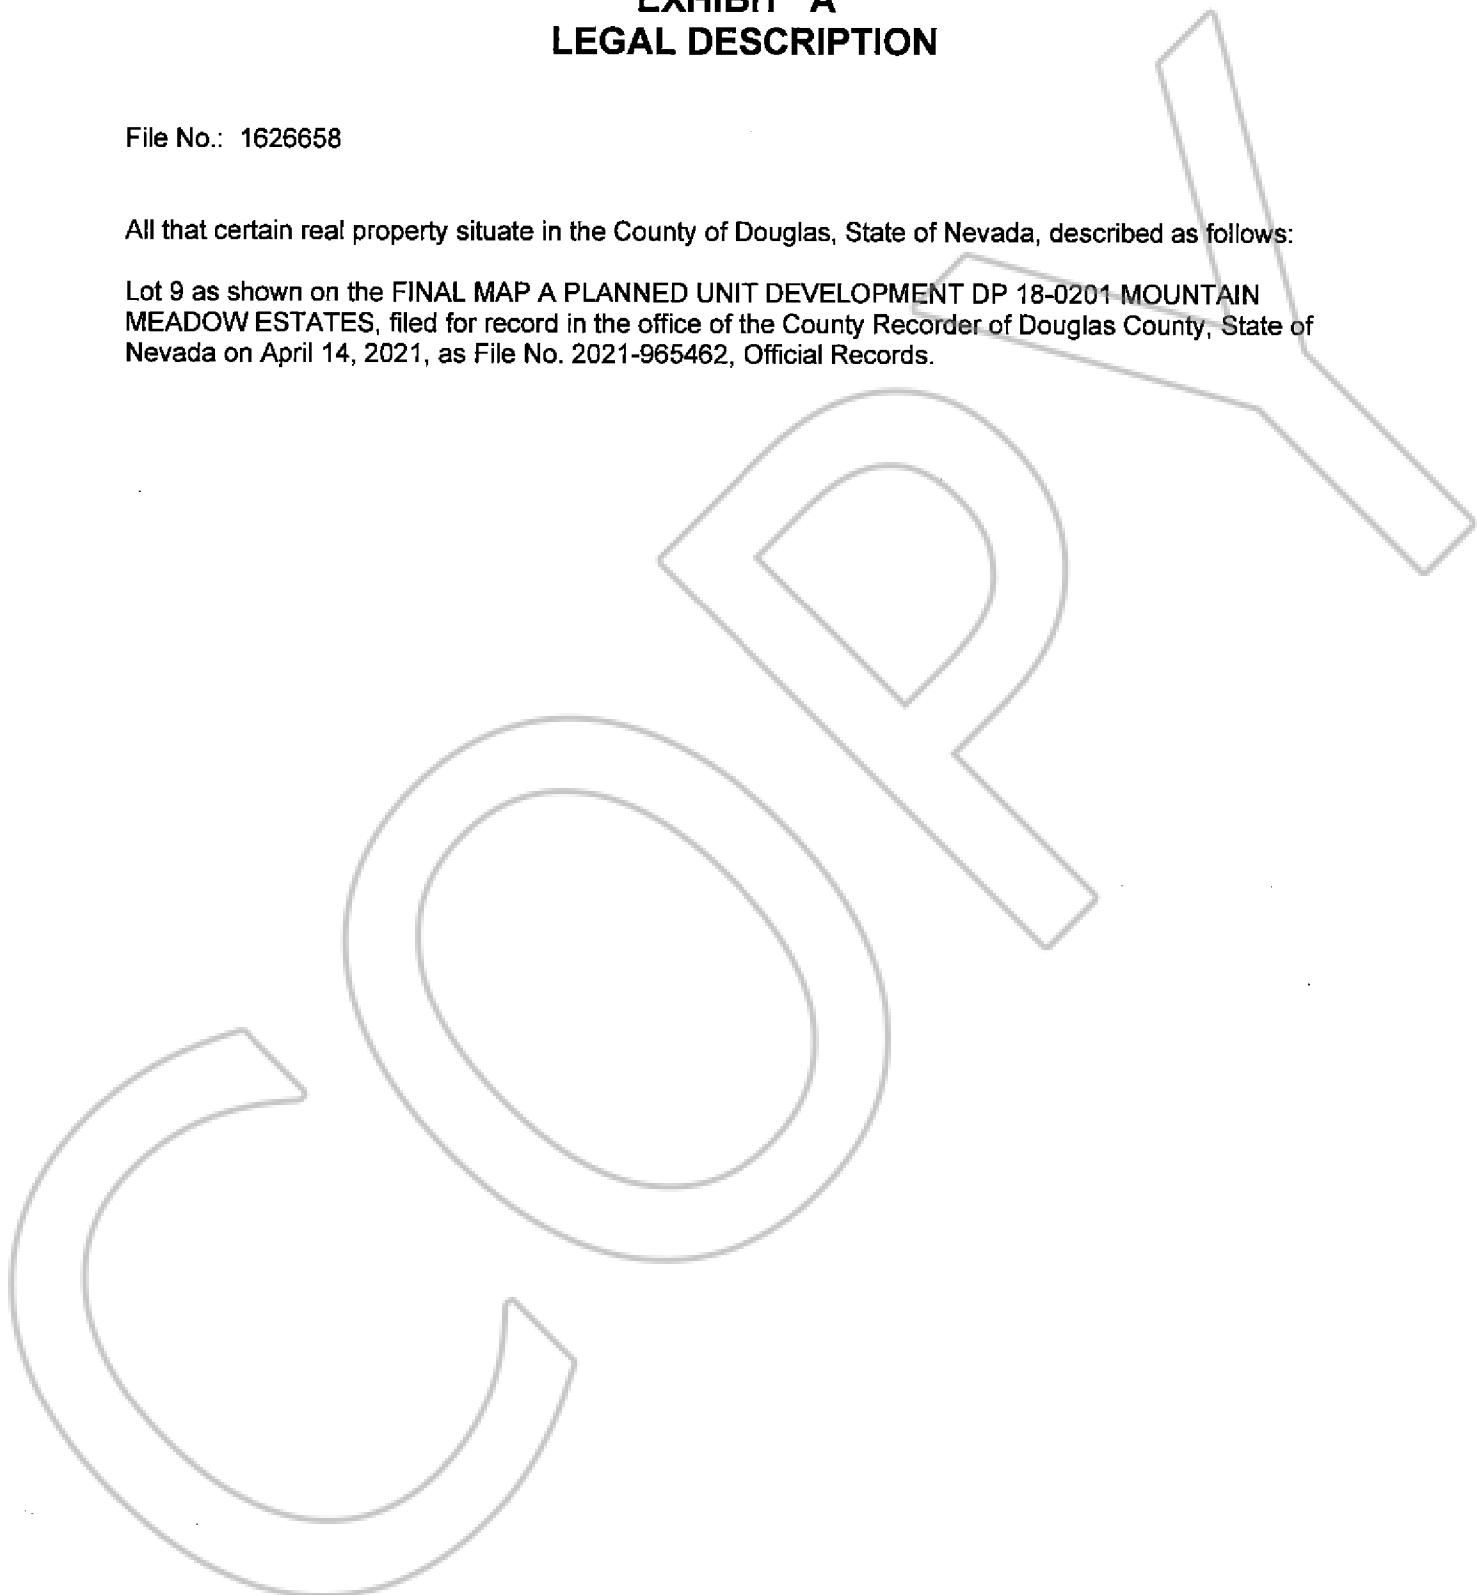 EXHIBIT "A"
LEGAL DESCRIPTION
File No.: 1626658
All that certain real property situate in the County of Douglas, State of Nevada, described as follows:
Lot 9 as shown on the FINAL MAP A PLANNED UNIT DEVELOPMENT DP 18-0201 MOUNTAIN
MEADOW ESTATES, filed for record in the office of the County Recorder of Douglas County, State of
Nevada on April 14, 2021, as File No. 2021-965462, Official Records.
COPY